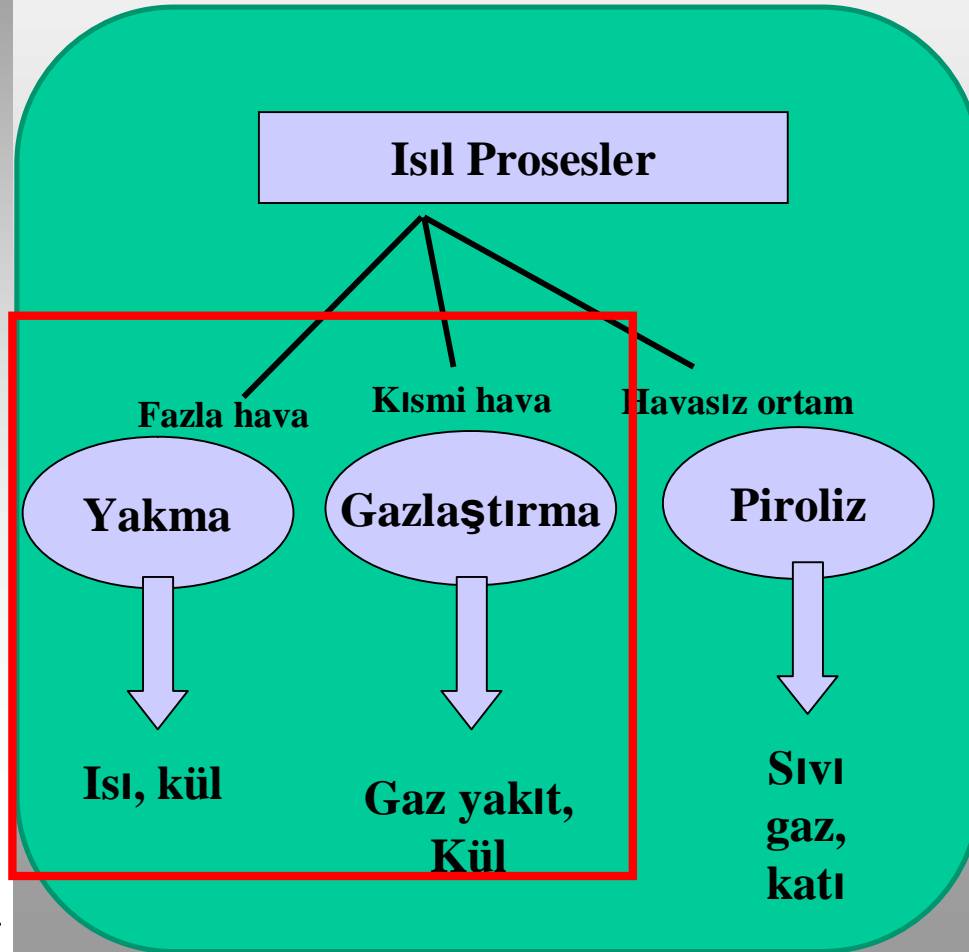 Isıl Prosesler
Fazla hava
Kısmi hava
Havasız ortam
Yakma
Gazlaştırma
Piroliz
Isı, kül
Gaz yakıt,
Kül
Sıvı
gaz,
katı